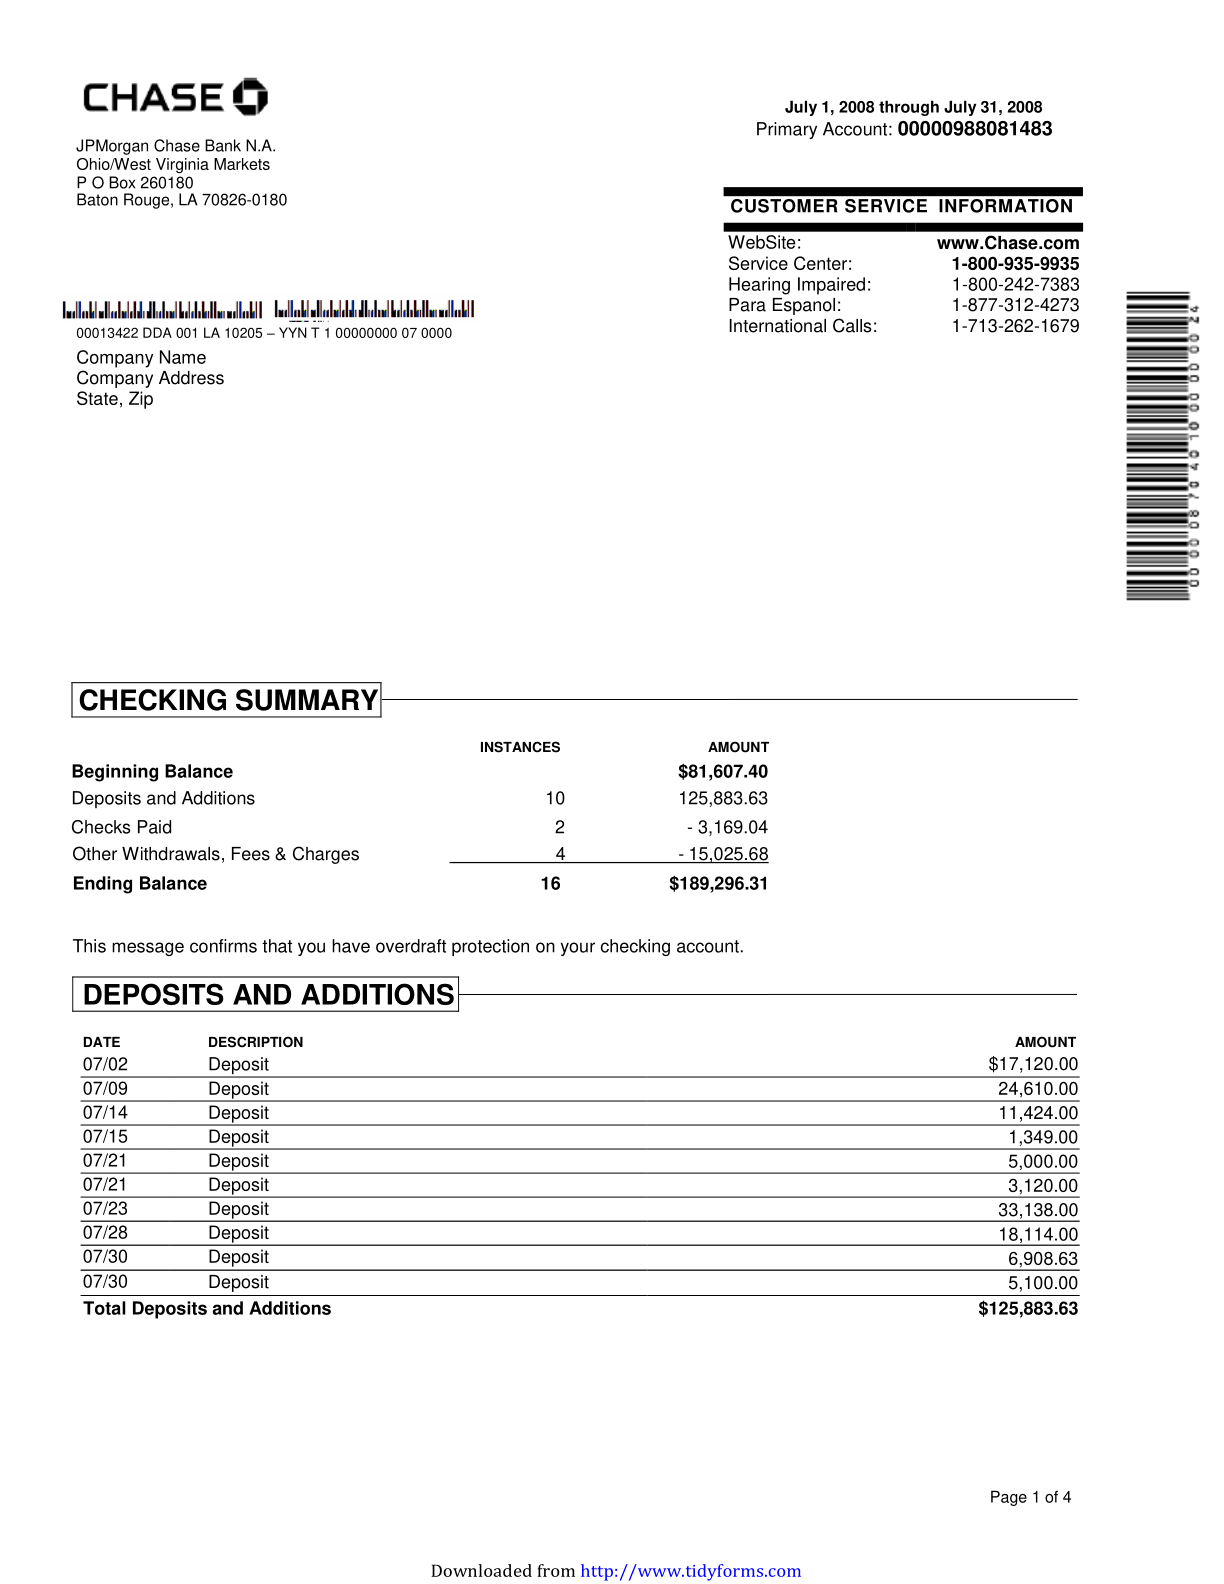 CHASE
July 1, 2008 through July 31, 2008
Primary Account: 00000988081483
JPMorgan Chase Bank N.A.
Ohio/West Virginia Markets
P O Box 260180
Baton Rouge, LA 70826-0180
CUSTOMER SERVICE INFORMATION
WebSite: www.Chase.com
Service Center: 1-800-935-9935
Hearing Impaired: 1-800-242-7383
Para Espanol: 1-877-312-4273
International Calls: 1-713-262-1679
00013422 DDA 001 LA 10205 – YYN T 1 00000000 07 0000
Company Name
Company Address
State, Zip
CHECKING SUMMARY
INSTANCES AMOUNT
Beginning Balance $81,607.40
Deposits and Additions 10 125,883.63
Checks Paid 2 - 3,169.04
Other Withdrawals, Fees & Charges 4 - 15,025.68
Ending Balance 16 $189,296.31
This message confirms that you have overdraft protection on your checking account.
DEPOSITS AND ADDITIONS
DATE DESCRIPTION AMOUNT
07/02 Deposit $17,120.00
07/09 Deposit 24,610.00
07/14 Deposit 11,424.00
07/15 Deposit 1,349.00
07/21 Deposit 5,000.00
07/21 Deposit 3,120.00
07/23 Deposit 33,138.00
07/28 Deposit 18,114.00
07/30 Deposit 6,908.63
07/30 Deposit 5,100.00
Total Deposits and Additions $125,883.63
Page 1 of 4
Downloaded from http://www.tidyforms.com